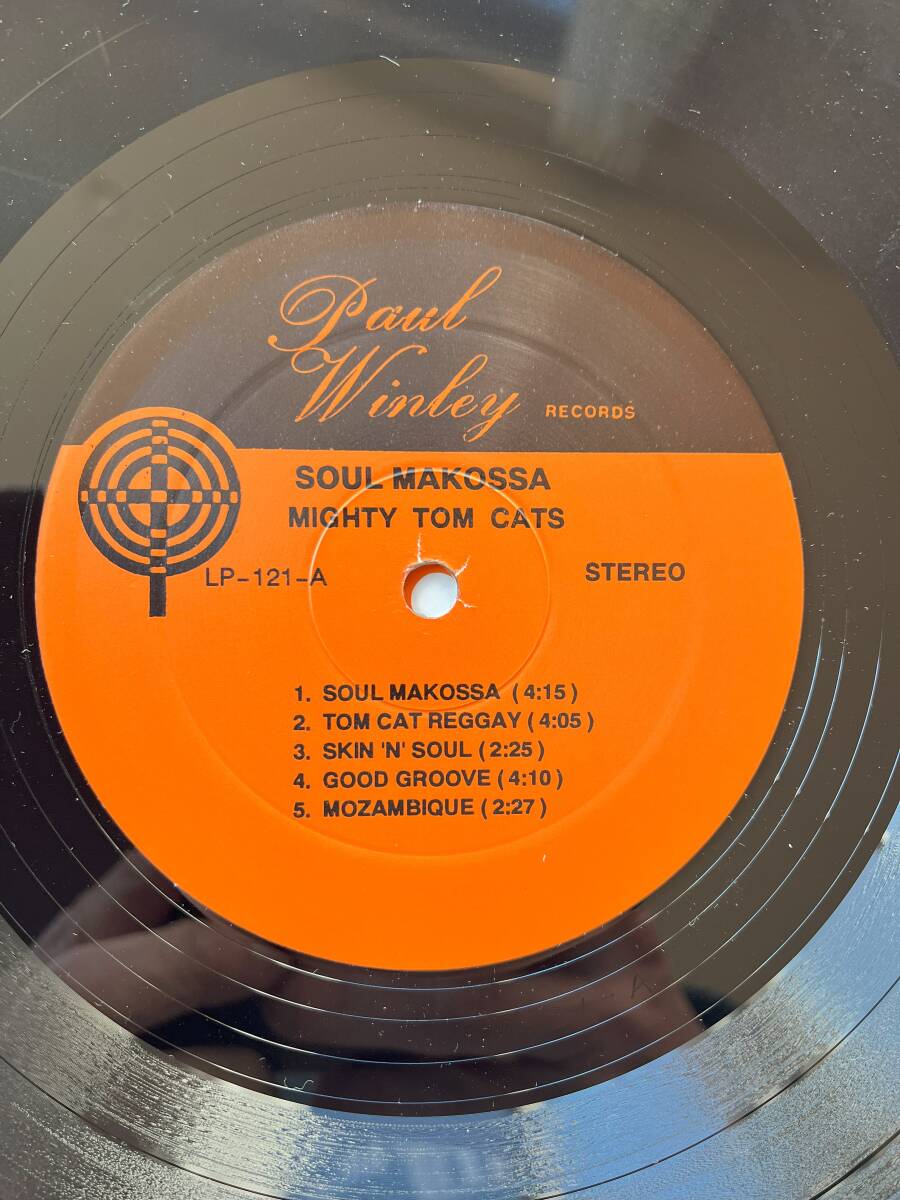 Paul
Winley RECORDS
SOUL MAKOSSA
MIGHTY TOM CATS
LP-121-A
STEREO
1. SOUL MAKOSSA (4:15)
2. TOM CAT REGGAY (4:05)
3. SKIN 'N' SOUL (2:25)
4. GOOD GROOVE (4:10)
5. MOZAMBIQUE (2:27)